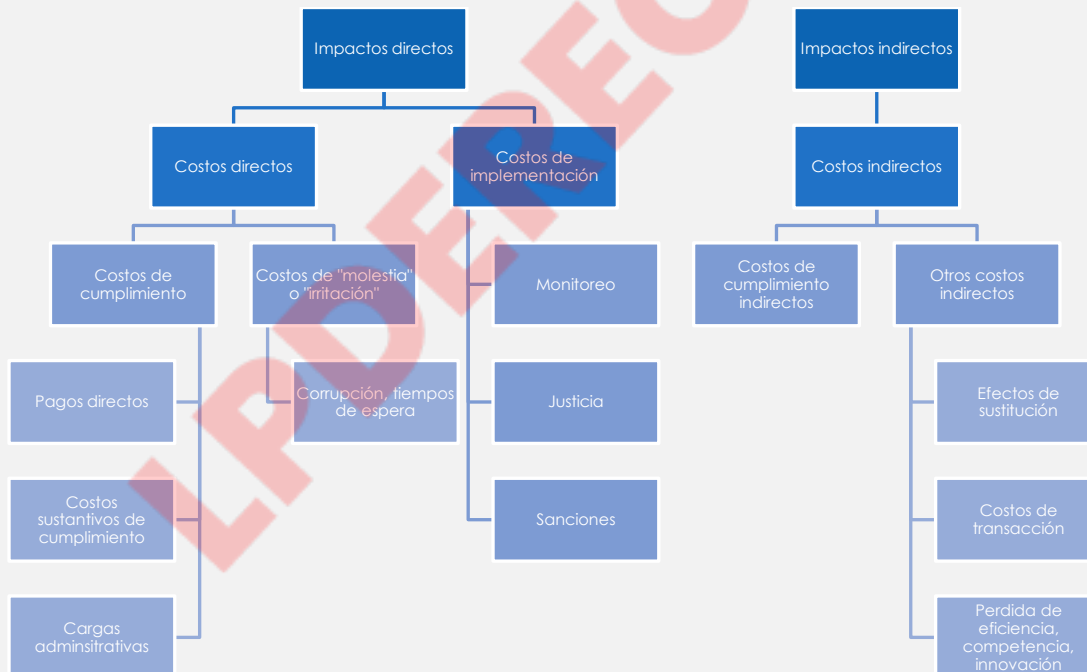 Impactos directos
Impactos indirectos
Costos directos
Costos de
implementación
Costos indirectos
Costos de
cumplimiento
Costos de "molestia"
o "irritación"
Monitoreo
Costos de
cumplimiento
indirectos
Otros costos
indirectos
Pagos directos
Corrupción, tiempos
de espera
Justicia
Efectos de
sustitución
Costos
sustantivos de
cumplimiento
Sanciones
Costos de
transacción
Cargas
adminsitrativas
Perdida de
eficiencia,
competencia,
innovación
LPDEREC